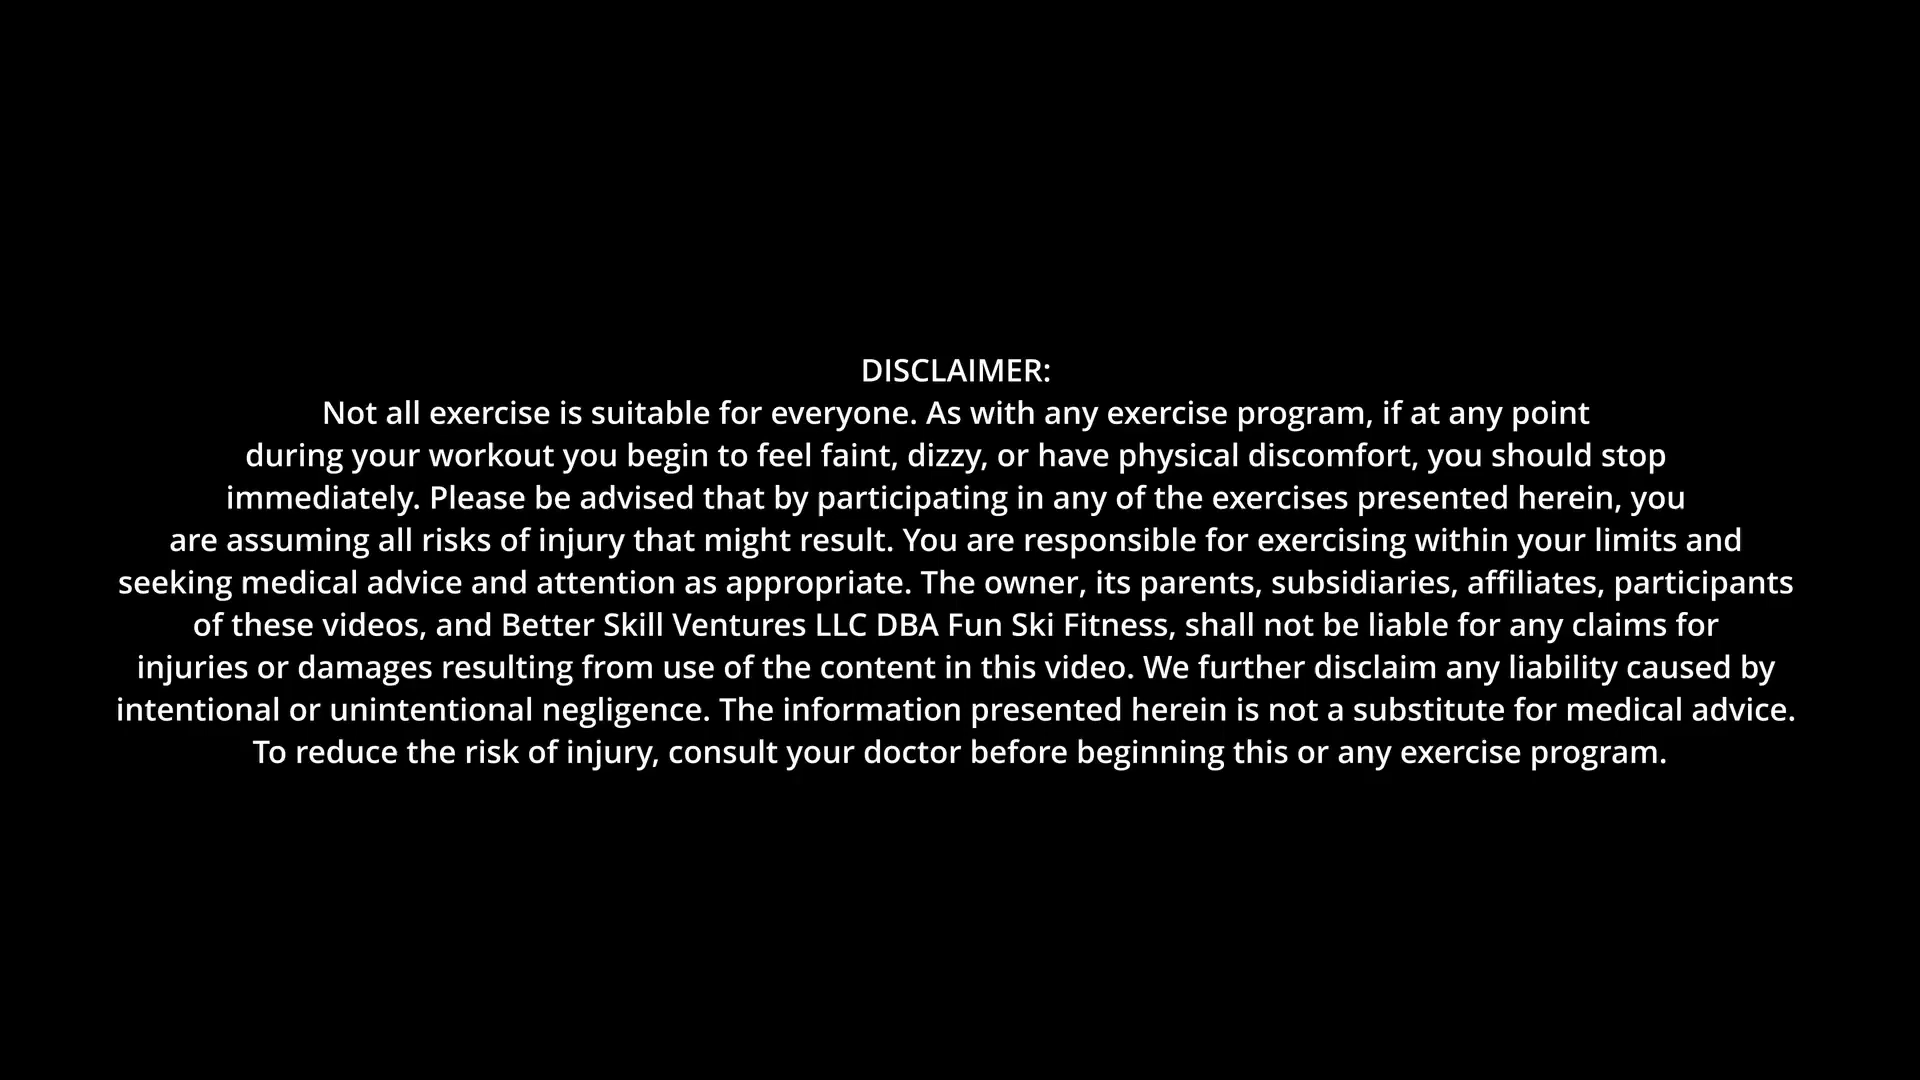 DISCLAIMER:
Not all exercise is suitable for everyone. As with any exercise program, if at any point
during your workout you begin to feel faint, dizzy, or have physical discomfort, you should stop
immediately. Please be advised that by participating in any of the exercises presented herein, you
are assuming all risks of injury that might result. You are responsible for exercising within your limits and
seeking medical advice and attention as appropriate. The owner, its parents, subsidiaries, affiliates, participants
of these videos, and Better Skill Ventures LLC DBA Fun Ski Fitness, shall not be liable for any claims for
injuries or damages resulting from use of the content in this video. We further disclaim any liability caused by
intentional or unintentional negligence. The information presented herein is not a substitute for medical advice.
To reduce the risk of injury, consult your doctor before beginning this or any exercise program.